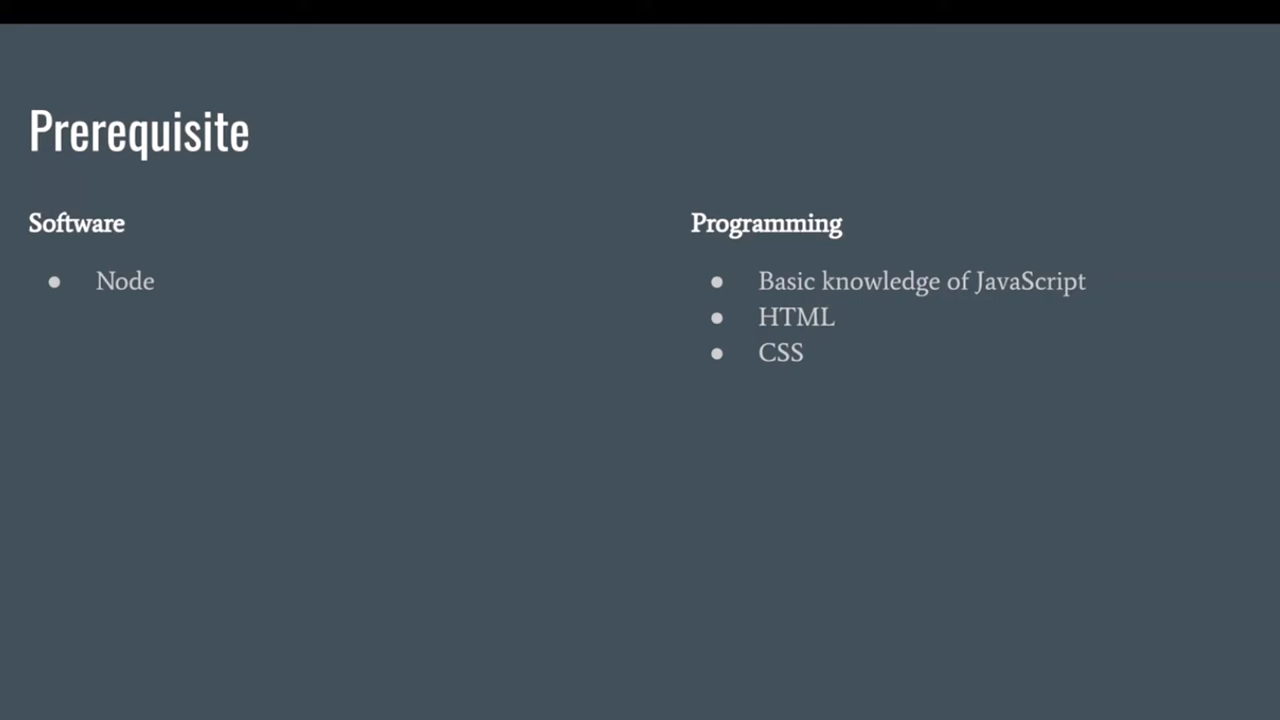 Prerequisite
Software
● Node
Programming
● Basic knowledge of JavaScript
● HTML
● CSS